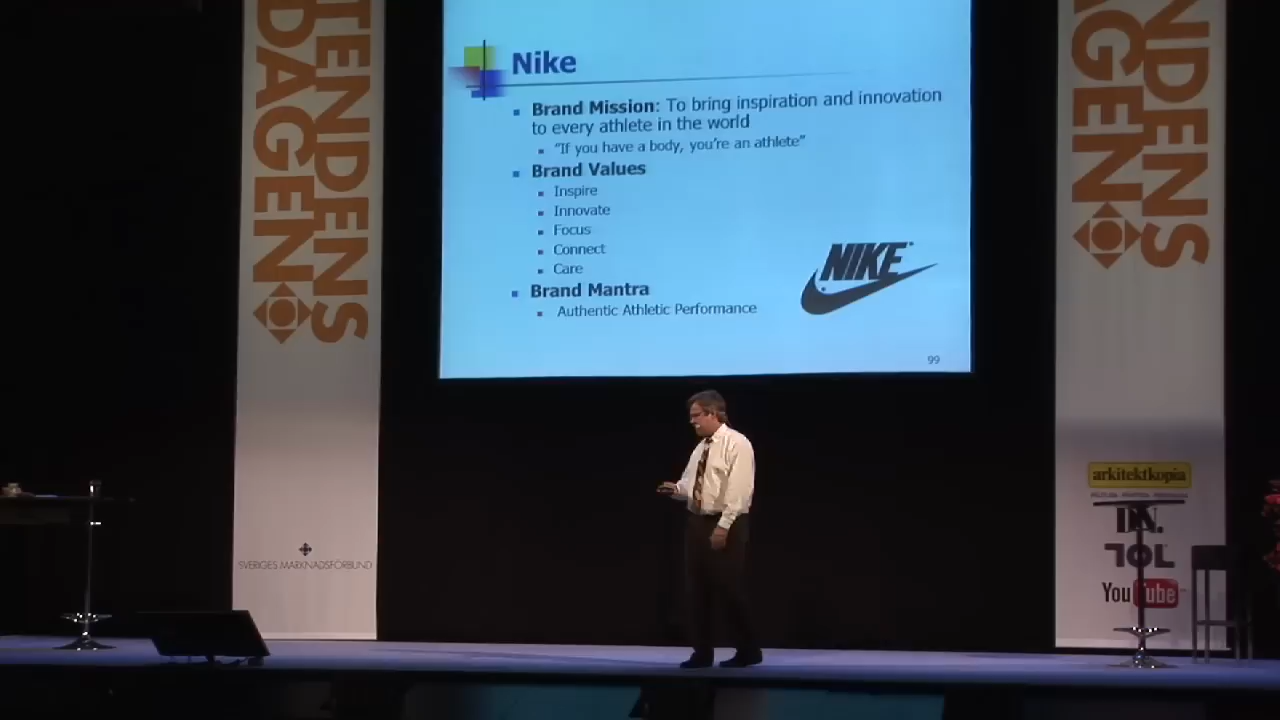 TENDENS
DAGEN
Nike
Brand Mission: To bring inspiration and innovation
to every athlete in the world
"If you have a body, you're an athlete"
Brand Values
Inspire
Innovate
Focus
Connect
Care
Brand Mantra
Authentic Athletic Performance
NIKE
99
NDENS
AGEN
SVERIGES MARKNADSFÖRBUND
arkitektkopia
YouTube